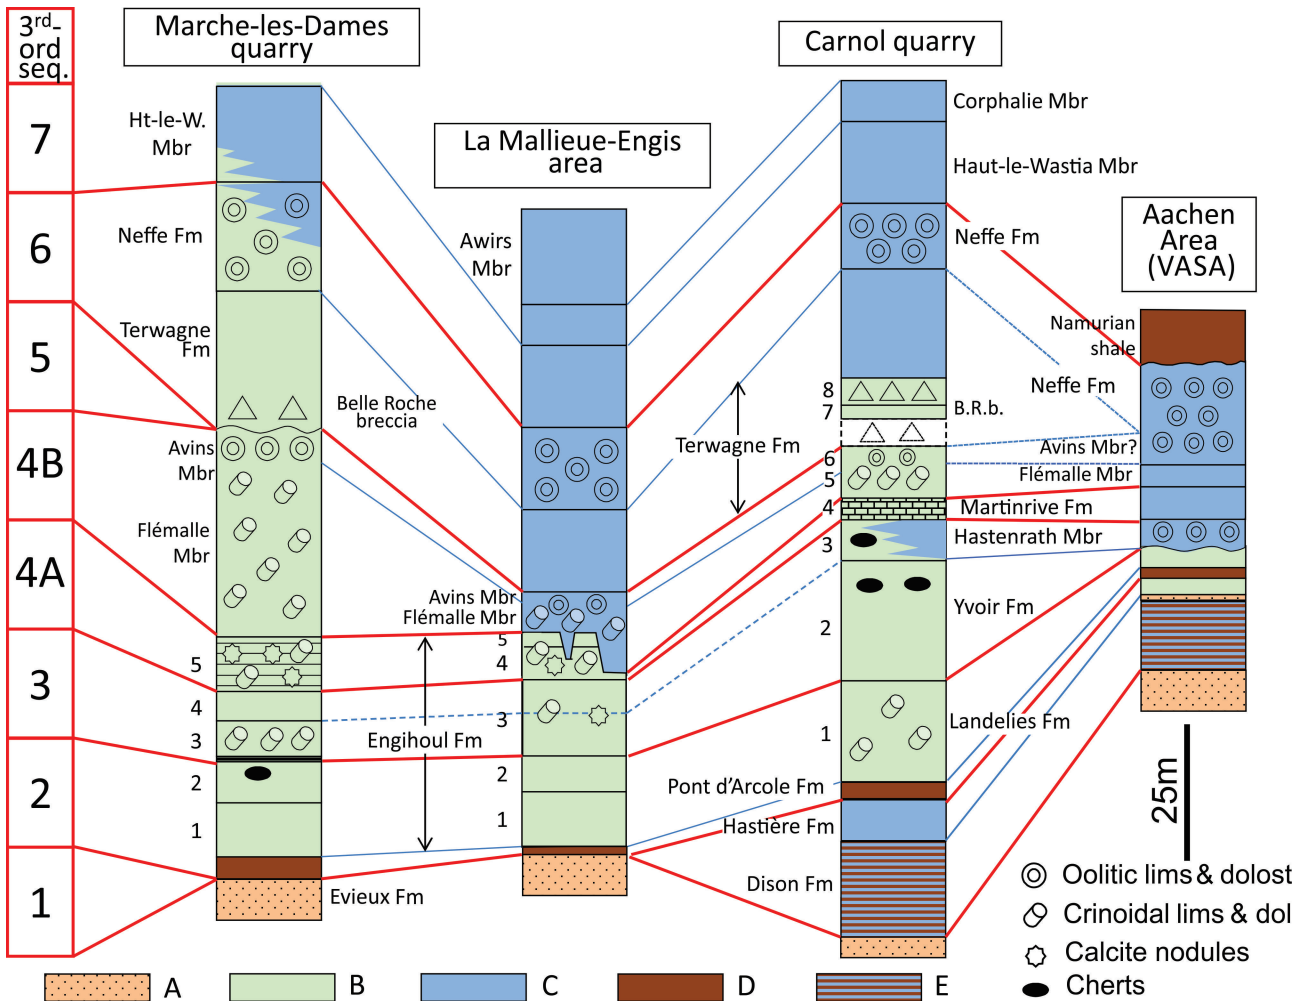 3rd-
ord
seq.
7
6
5
4B
4A
3
2
1
Marche-les-Dames
quarry
Ht-le-W.
Mbr
Neffe Fm
Terwagne
Fm
Avins
Mbr
Flémalle
Mbr
5
4
3
2
1
Evieux Fm
Belle Roche
breccia
Engihoul Fm
La Mallieue-Engis
area
Awirs
Mbr
Avins Mbr
Flémalle Mbr
5
4
3
2
1
Carnol quarry
Corphalie Mbr
Haut-le-Wastia Mbr
Neffe Fm
8
7
B.R.b.
Terwagne Fm
6
5
4
Martinrive Fm
3
Hastenrath Mbr
2
Yvoir Fm
1
Landelies Fm
Pont d’Arcole Fm
Hastière Fm
Dison Fm
Aachen
Area
(VASA)
Namurian
shale
Neffe Fm
Avins Mbr?
Flémalle Mbr
25m
Oolitic lims & dolost
Crinoidal lims & dol
Calcite nodules
Cherts
A
B
C
D
E